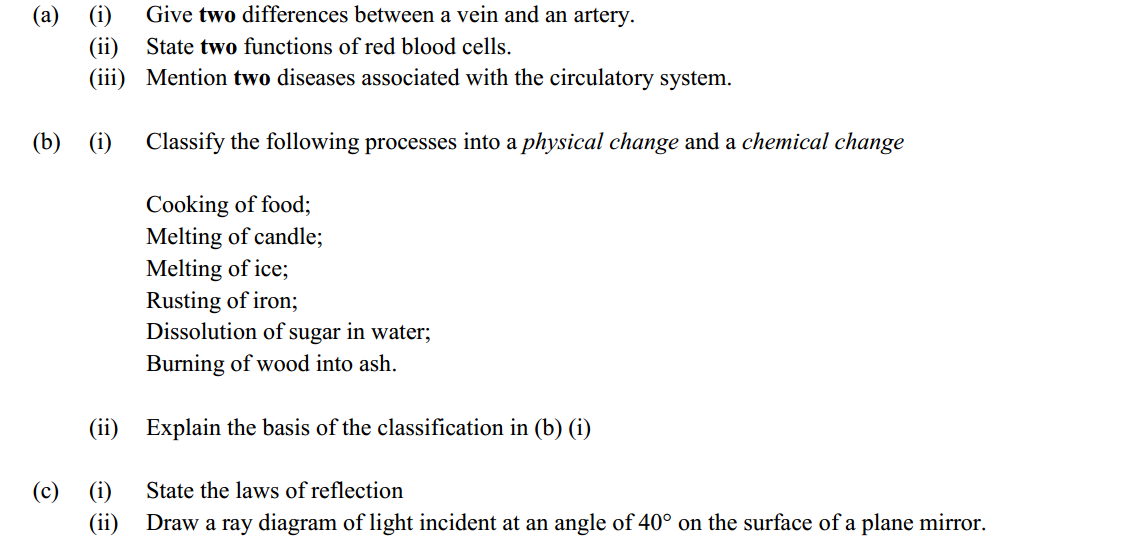 (a) (i) Give two differences between a vein and an artery.
(ii) State two functions of red blood cells.
(iii) Mention two diseases associated with the circulatory system.
(b) (i) Classify the following processes into a physical change and a chemical change
Cooking of food;
Melting of candle;
Melting of ice;
Rusting of iron;
Dissolution of sugar in water;
Burning of wood into ash.
(ii) Explain the basis of the classification in (b) (i)
(c) (i) State the laws of reflection
(ii) Draw a ray diagram of light incident at an angle of 40° on the surface of a plane mirror.